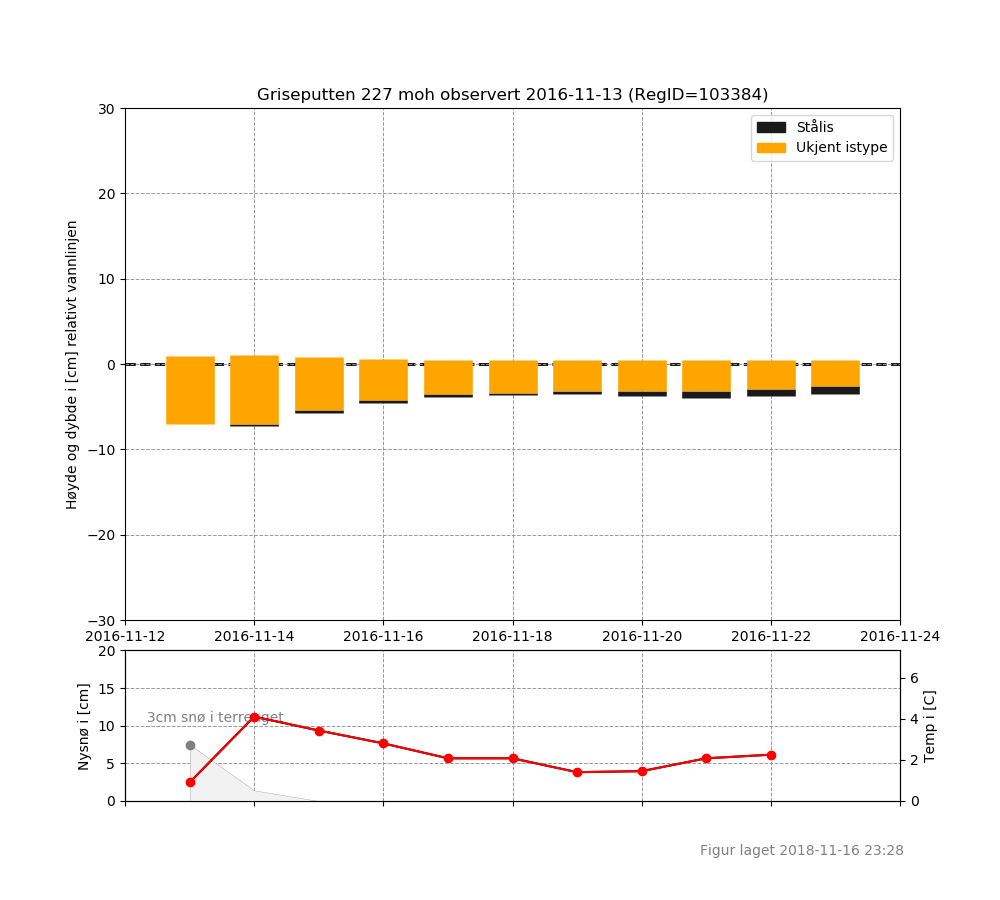 Griseputten 227 moh observert 2016-11-13 (RegID=103384)
Stålis
Ukjent istype
Høyde og dybde i [cm] relativt vannlinjen
30
20
10
0
−10
−20
−30
2016-11-12 2016-11-14 2016-11-16 2016-11-18 2016-11-20 2016-11-22 2016-11-24
Nysnø i [cm]
20
15
10
5
0
3cm snø i terrenget
6
4
2
0
Temp i [C]
Figur laget 2018-11-16 23:28